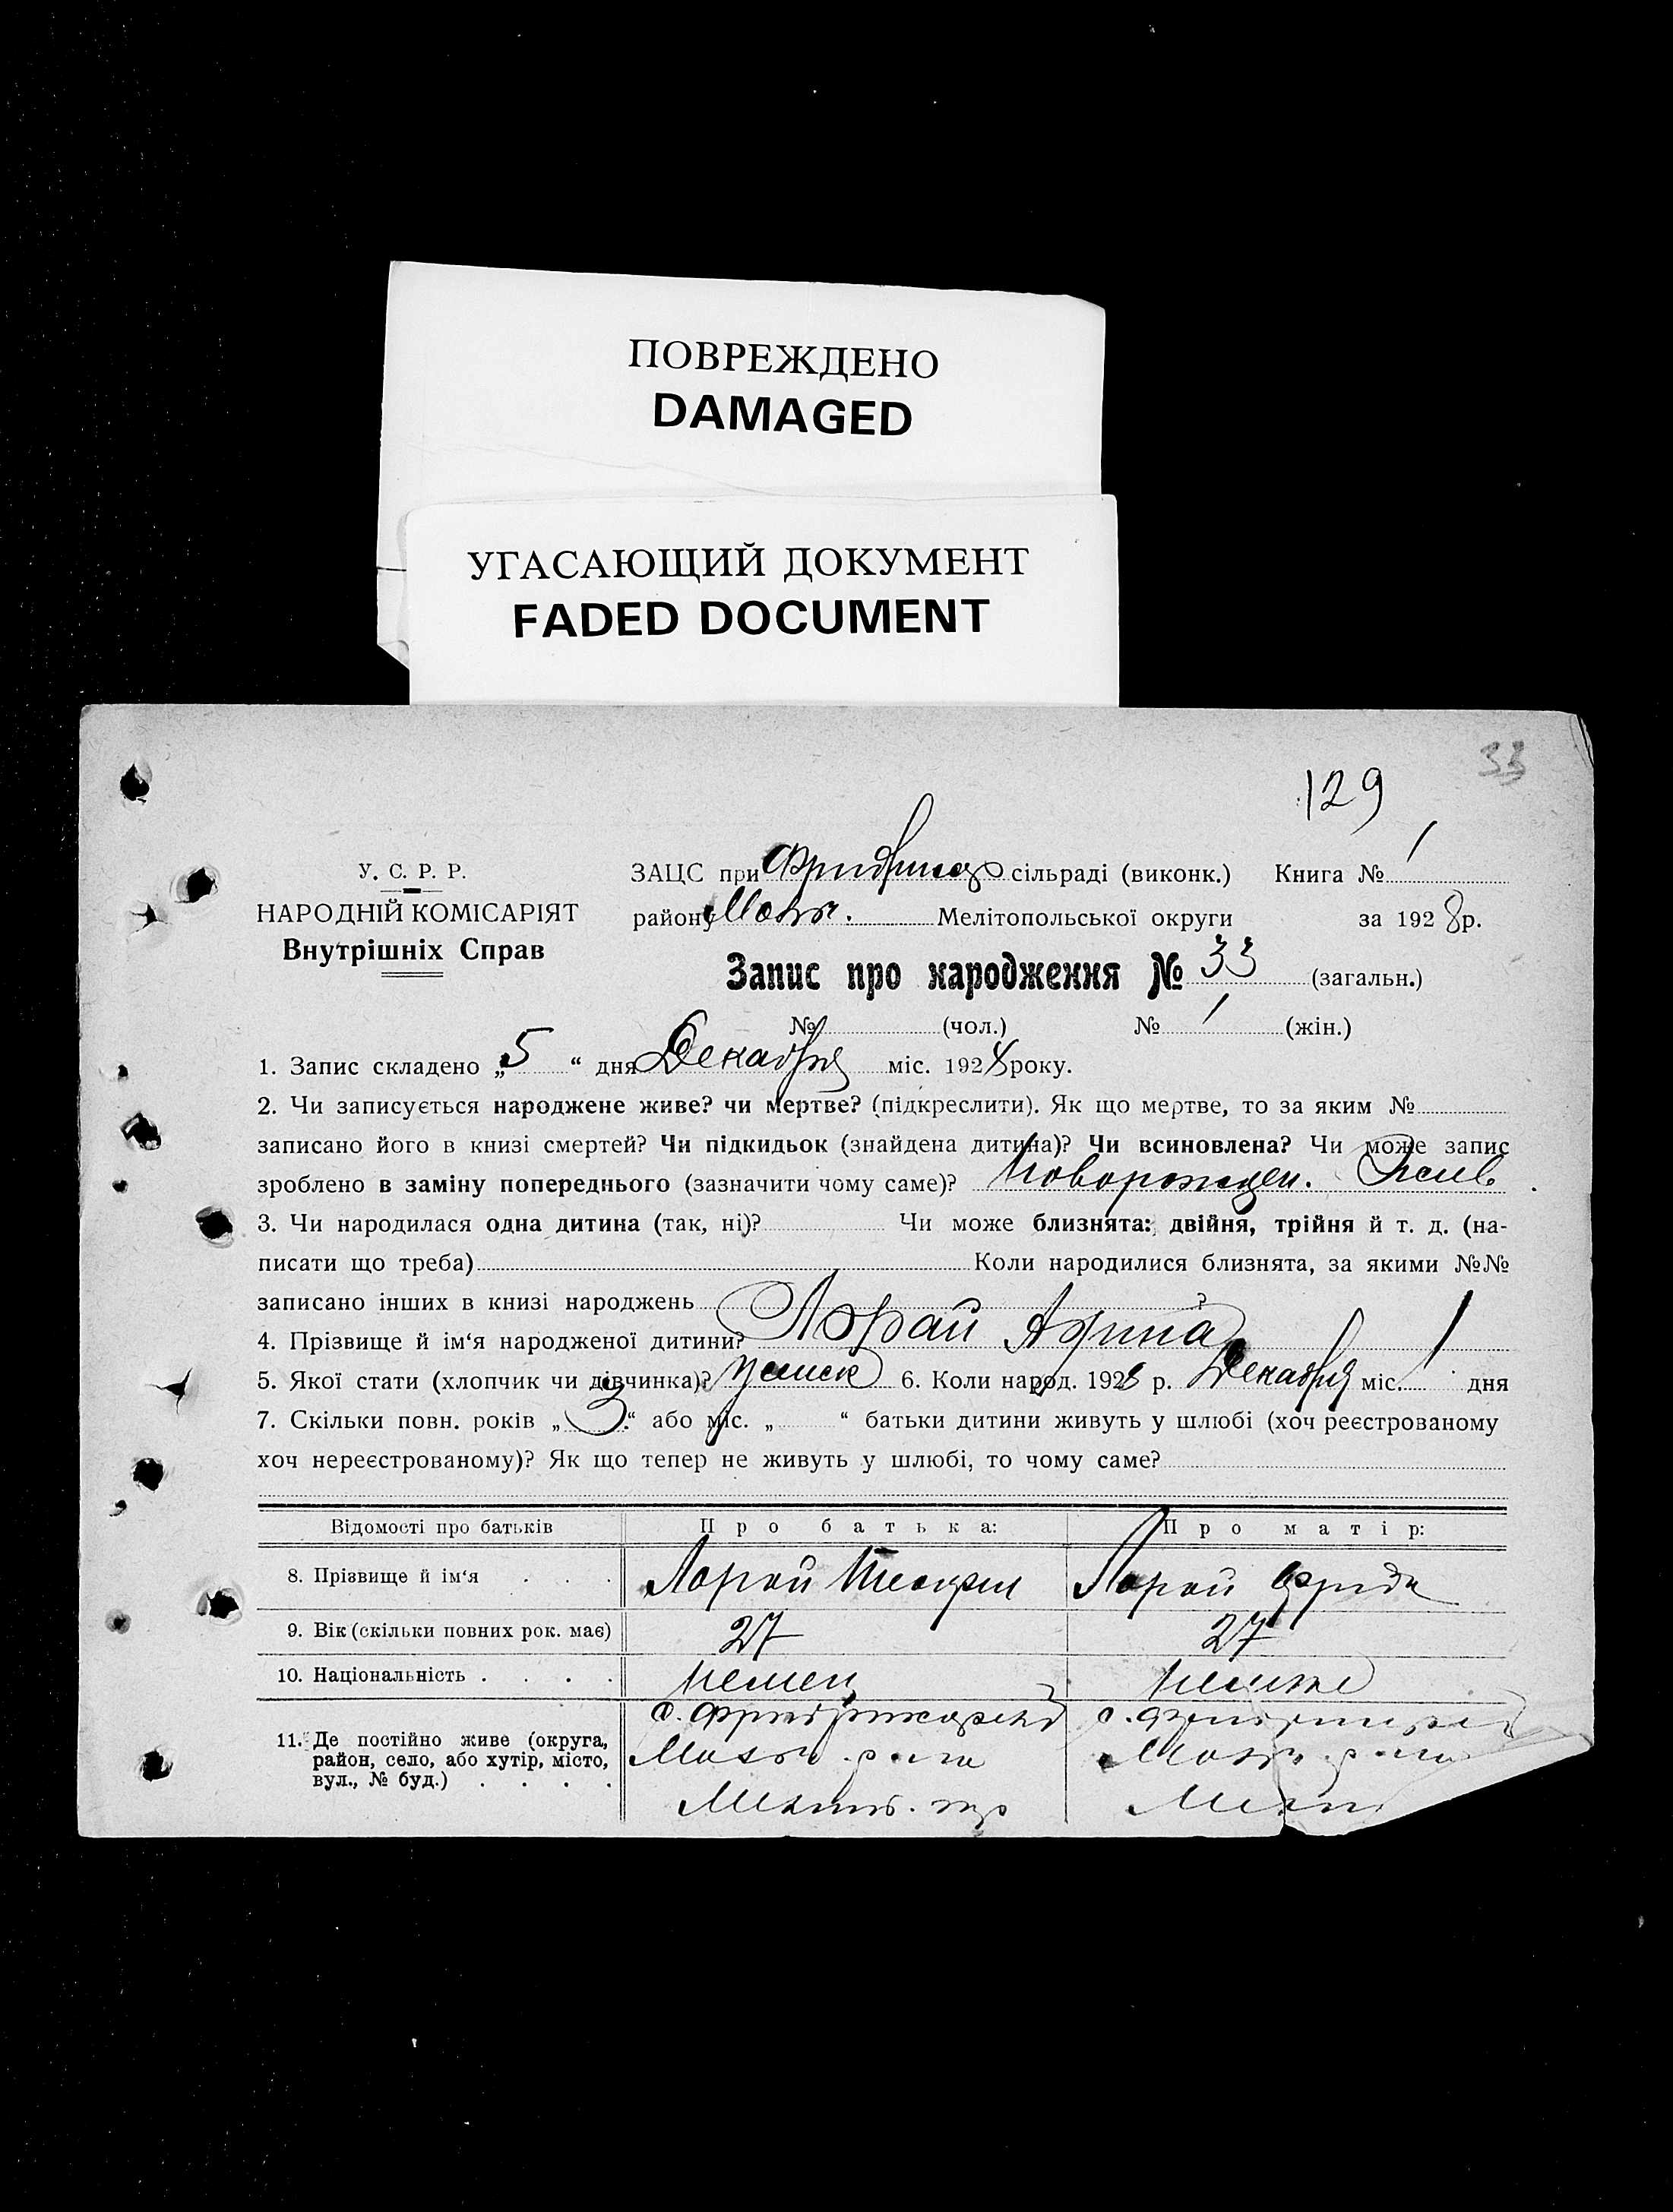 ПОВРЕЖДЕНО
DAMAGED
УГАСАЮЩИЙ ДОКУМЕНТ
FADED DOCUMENT
33
129
У. С. Р. Р.
НАРОДНІЙ КОМІСАРІЯТ
Внутрішніх Справ
ЗАЦС при сільраді (виконк.) Книга № 1
району Мелітопольської округи за 1928р.
Запис про народження № 33 (загальн.)
№ (чол.) № 1 (жін.)
1. Запис складено „5“ дня Декабря міс. 1928 року.
2. Чи записується народжене живе? чи мертве? (підкреслити). Як що мертве, то за яким №
записано його в книзі смертей? Чи підкидьок (знайдена дитина)? Чи всиновлена? Чи може запис
зроблено в заміну попереднього (зазначити чому саме)? Новорожден.
3. Чи народилася одна дитина (так, ні)? Чи може близнята: двійня, трійня й т. д. (на-
писати що треба) Коли народилися близнята, за якими №№
записано інших в книзі народжень ?
4. Прізвище й ім‘я народженої дитини?
5. Якої стати (хлопчик чи дівчинка)? 6. Коли народ. 1928 р. Декабря міс. 1 дня
7. Скільки повн. років „3“ або міс. „ “ батьки дитини живуть у шлюбі (хоч реєстрованому
хоч нереєстрованому)? Як що тепер не живуть у шлюбі, то чому саме?
Відомості про батьків Про батька: Про матір:
8. Прізвище й ім‘я . . . Лорай Лорай Фрида
9. Вік (скільки повних рок. має) 27 27
10. Національність . . . . немец немка
11. Де постійно живе (округа,
район, село, або хутір, місто,
вул., № буд.) . . . .